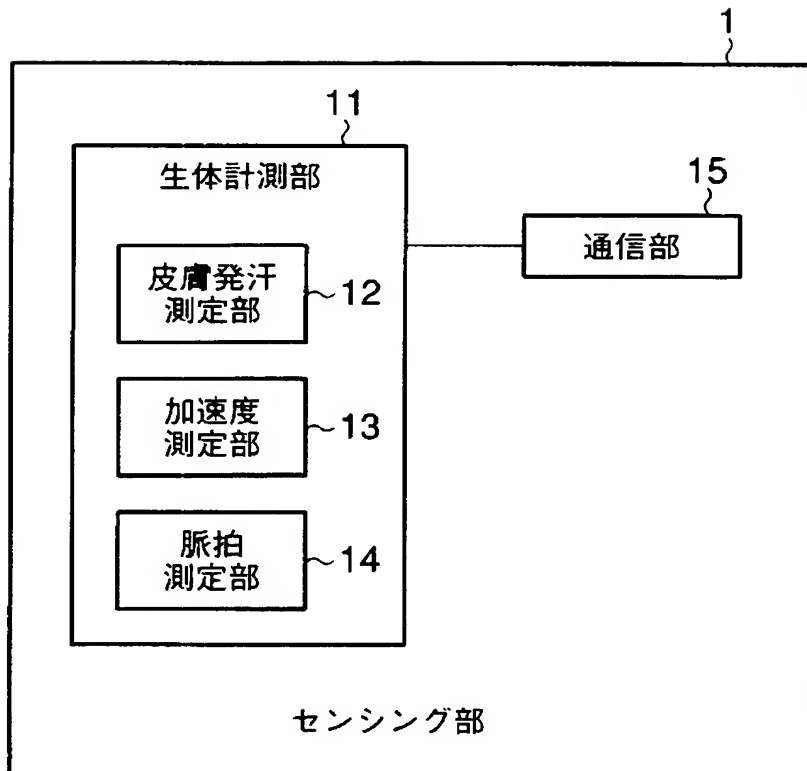 1
11
生体計測部
15
通信部
皮膚発汗
測定部
12
加速度
測定部
13
脈拍
測定部
14
センシング部